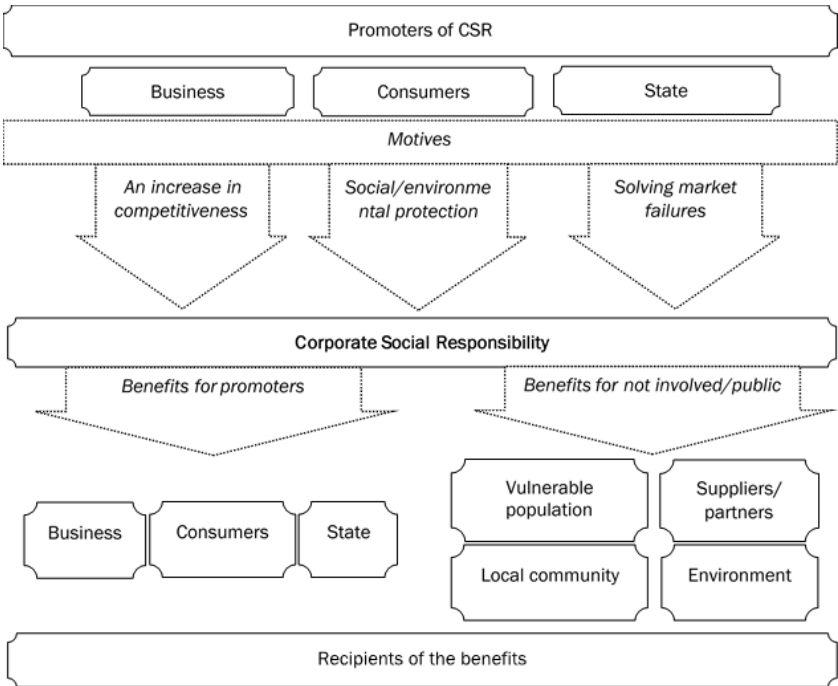 Promoters of CSR
Business
Consumers
State
Motives
An increase in
competitiveness
Social/environme
ntal protection
Solving market
failures
Corporate Social Responsibility
Benefits for promoters
Benefits for not involved/public
Business
Consumers
State
Vulnerable
population
Suppliers/
partners
Local community
Environment
Recipients of the benefits